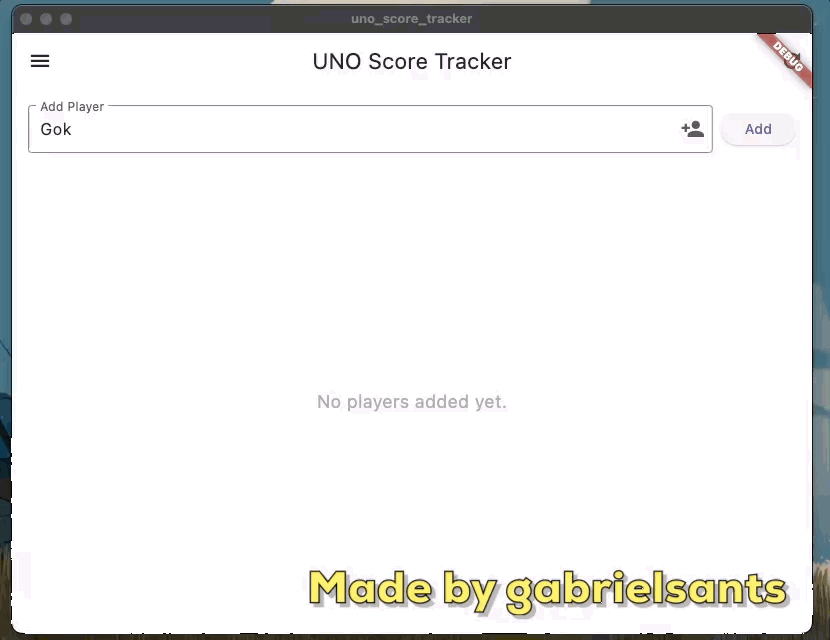 uno_score_tracker
UNO Score Tracker
DEBUG
Add Player
Gok
Add
No players added yet.
Made by gabrielsants